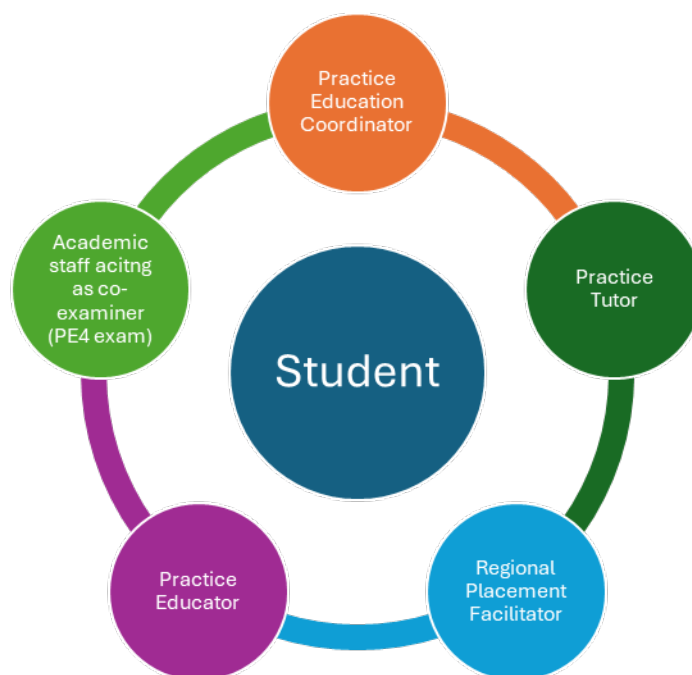 Practice
Education
Coordinator
Academic
staff acitng
as co-
examiner
(PE4 exam)
Practice
Tutor
Student
Practice
Educator
Regional
Placement
Facilitator